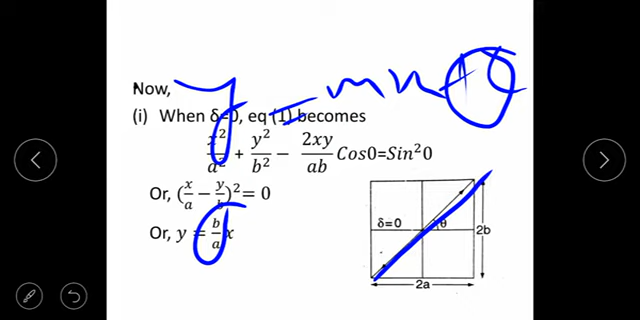 y = mx +
Now,
(i) When δ=0, eq (1) becomes
x²/a² + y²/b² − 2xy/ab Cos0=Sin²0
Or, (x/a − y/b)² = 0
Or, y = b/a x
δ=0
θ
2b
2a